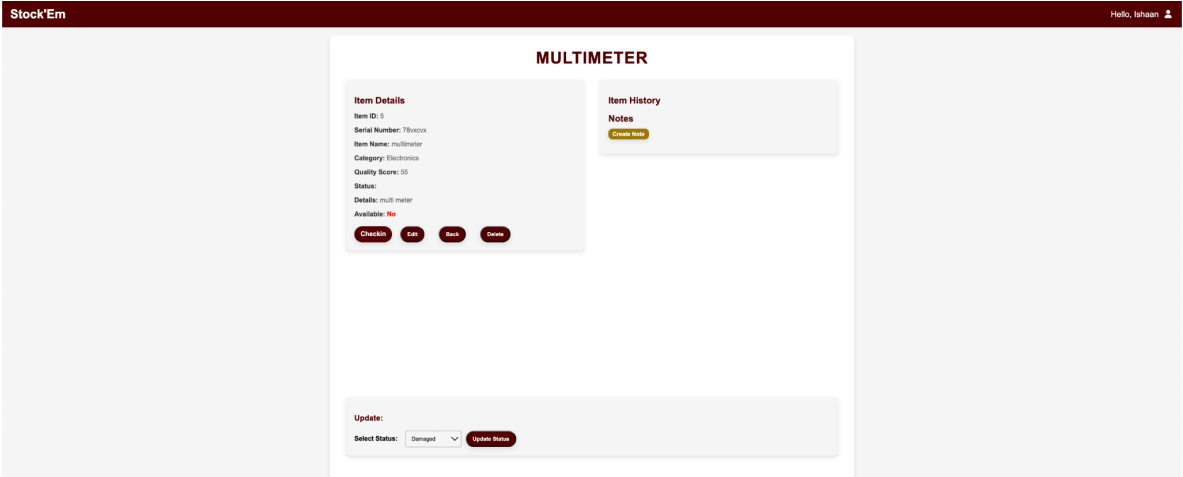 Stock'Em
Hello, Ishaan
MULTIMETER
Item Details
Item ID: 5
Serial Number: 78vxcvx
Item Name: multimeter
Category: Electronics
Quality Score: 55
Status:
Details: multi meter
Available: No
Checkin Edit Back Delete
Item History
Notes
Create Note
Update:
Select Status: Damaged Update Status